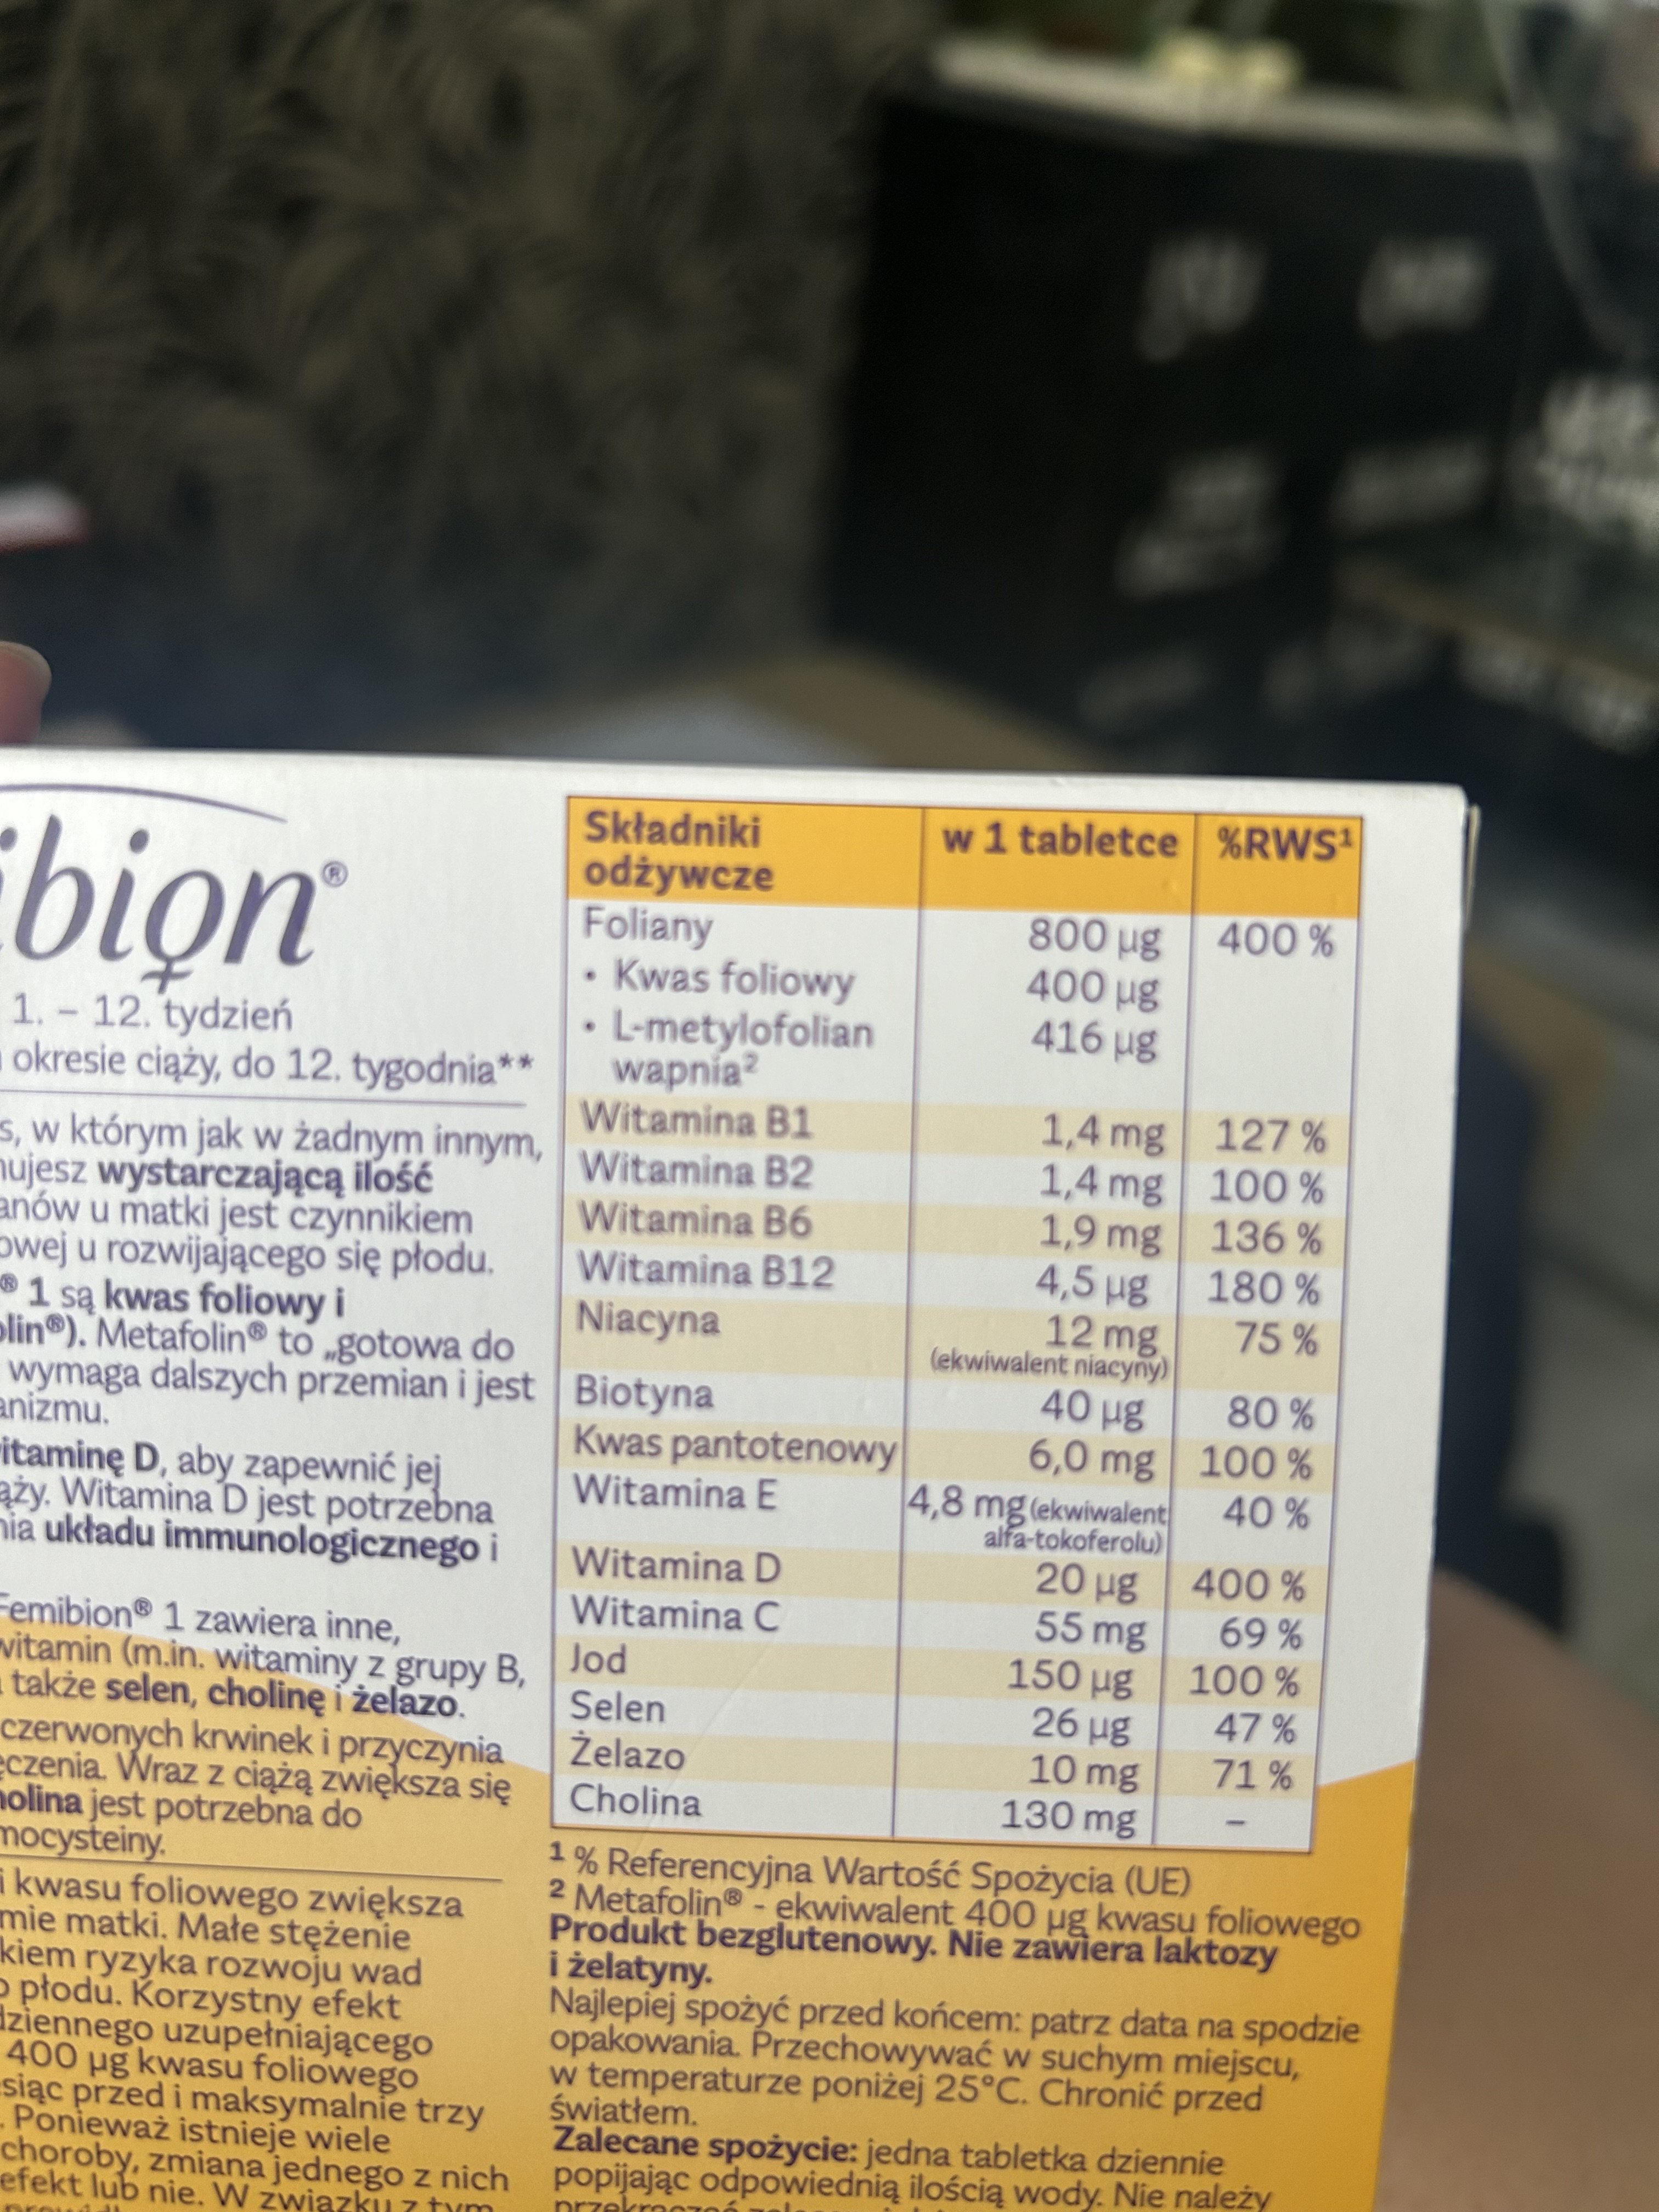 ibion®
1. – 12. tydzień
okresie ciąży, do 12. tygodnia**
s, w którym jak w żadnym innym,
nujesz wystarczającą ilość
anów u matki jest czynnikiem
owej u rozwijającego się płodu.
® 1 są kwas foliowy i
olin®). Metafolin® to „gotowa do
wymaga dalszych przemian i jest
anizmu.
itaminę D, aby zapewnić jej
ąży. Witamina D jest potrzebna
nia układu immunologicznego i
Femibion® 1 zawiera inne,
witamin (m.in. witaminy z grupy B,
także selen, cholinę i żelazo.
czerwonych krwinek i przyczynia
ęczenia. Wraz z ciążą zwiększa się
holina jest potrzebna do
mocysteiny.
i kwasu foliowego zwiększa
mie matki. Małe stężenie
kiem ryzyka rozwoju wad
o płodu. Korzystny efekt
dziennego uzupełniającego
400 µg kwasu foliowego
siąc przed i maksymalnie trzy
. Ponieważ istnieje wiele
choroby, zmiana jednego z nich
efekt lub nie. W związku z tym
Składniki odżywcze w 1 tabletce %RWS¹
Foliany 800 µg 400 %
• Kwas foliowy 400 µg
• L-metylofolian 416 µg
wapnia²
Witamina B1 1,4 mg 127 %
Witamina B2 1,4 mg 100 %
Witamina B6 1,9 mg 136 %
Witamina B12 4,5 µg 180 %
Niacyna 12 mg 75 %
(ekwiwalent niacyny)
Biotyna 40 µg 80 %
Kwas pantotenowy 6,0 mg 100 %
Witamina E 4,8 mg (ekwiwalent 40 %
alfa-tokoferolu)
Witamina D 20 µg 400 %
Witamina C 55 mg 69 %
Jod 150 µg 100 %
Selen 26 µg 47 %
Żelazo 10 mg 71 %
Cholina 130 mg –
¹ % Referencyjna Wartość Spożycia (UE)
² Metafolin® - ekwiwalent 400 µg kwasu foliowego
Produkt bezglutenowy. Nie zawiera laktozy
i żelatyny.
Najlepiej spożyć przed końcem: patrz data na spodzie
opakowania. Przechowywać w suchym miejscu,
w temperaturze poniżej 25°C. Chronić przed
światłem.
Zalecane spożycie: jedna tabletka dziennie
popijając odpowiednią ilością wody. Nie należy